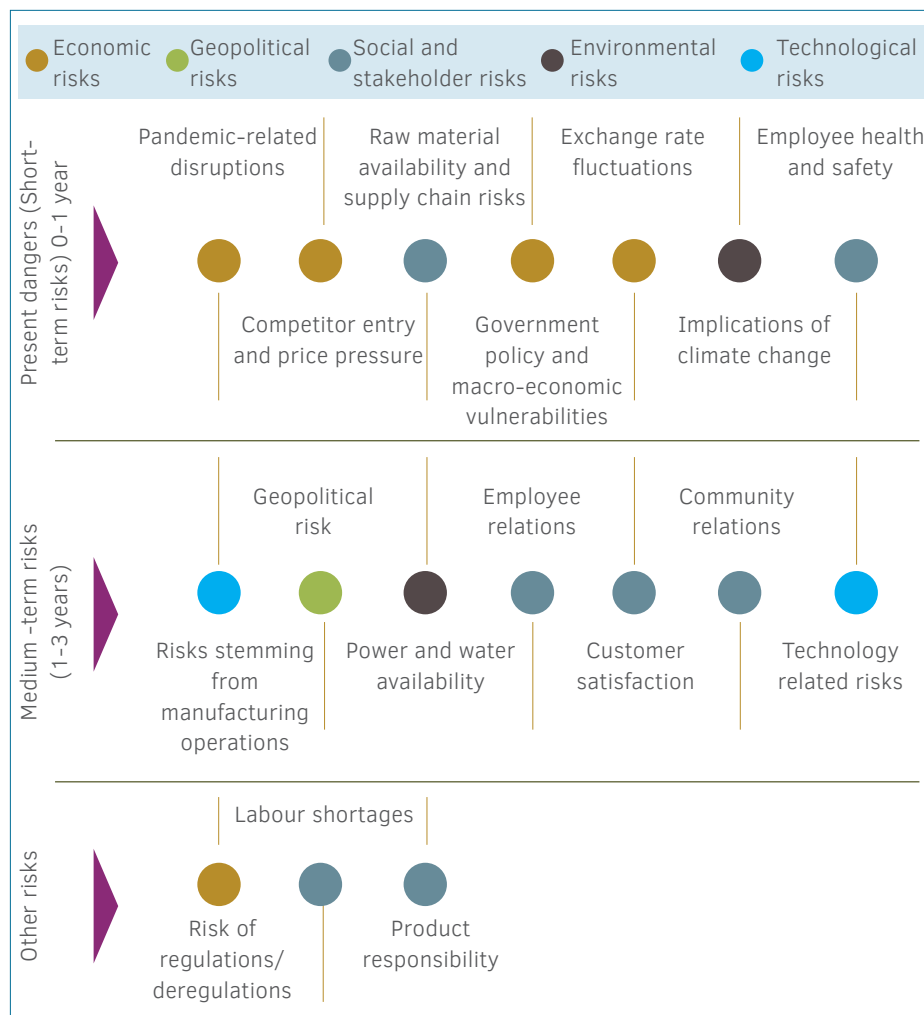 Economic
risks
Geopolitical
risks
Social and
stakeholder risks
Environmental
risks
Technological
risks
Present dangers (Short-
term risks) 0-1 year
Pandemic-related
disruptions
Raw material
availability and
supply chain risks
Exchange rate
fluctuations
Employee health
and safety
Competitor entry
and price pressure
Government
policy and
macro-economic
vulnerabilities
Implications of
climate change
Medium -term risks
(1-3 years)
Geopolitical
risk
Employee
relations
Community
relations
Risks stemming
from
manufacturing
operations
Power and water
availability
Customer
satisfaction
Technology
related risks
Other risks
Labour shortages
Risk of
regulations/
deregulations
Product
responsibility